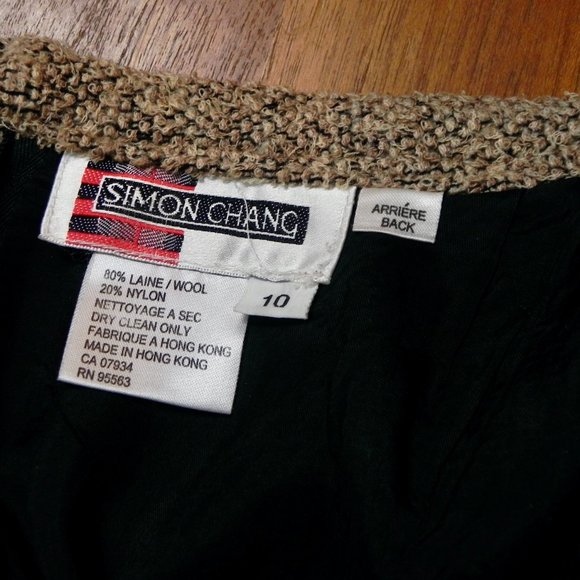 SIMON CHANG
ARRIÉRE
BACK
10
80% LAINE / WOOL
20% NYLON
NETTOYAGE A SEC
DRY CLEAN ONLY
FABRIQUE A HONG KONG
MADE IN HONG KONG
CA 07934
RN 95563